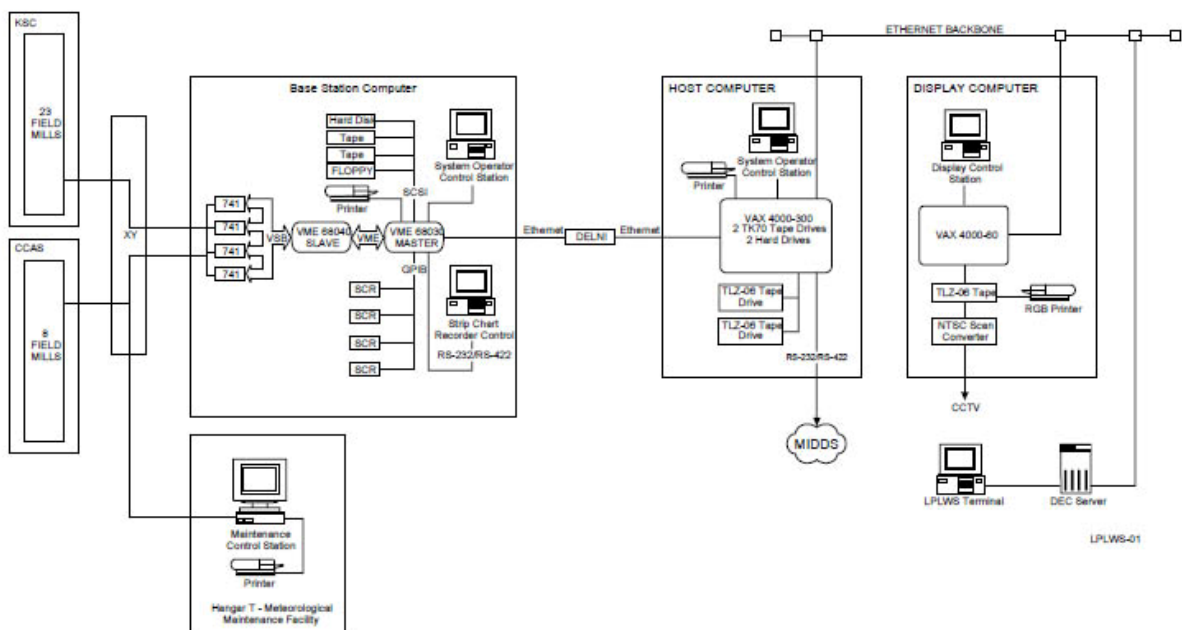 KSC
23
FIELD
MILLS
CCAS
8
FIELD
MILLS
XY
Base Station Computer
Hard Disk
Tape
Tape
FLOPPY
SCSI
Printer
System Operator
Control Station
741
741
741
741
VSB
VME 68040
SLAVE
VME
VME 68030
MASTER
GPIB
SCR
SCR
SCR
SCR
Strip Chart
Recorder Control
RS-232/RS-422
Ethernet
DELNI
Ethernet
HOST COMPUTER
System Operator
Control Station
Printer
VAX 4000-300
2 TK70 Tape Drives
2 Hard Drives
TLZ-06 Tape
Drive
TLZ-06 Tape
Drive
RS-232/RS-422
MIDDS
ETHERNET BACKBONE
DISPLAY COMPUTER
Display Control
Station
VAX 4000-60
TLZ-06 Tape
RGB Printer
NTSC Scan
Converter
CCTV
LPLWS Terminal
DEC Server
LPLWS-01
Maintenance
Control Station
Printer
Hangar T - Meteorological
Maintenance Facility